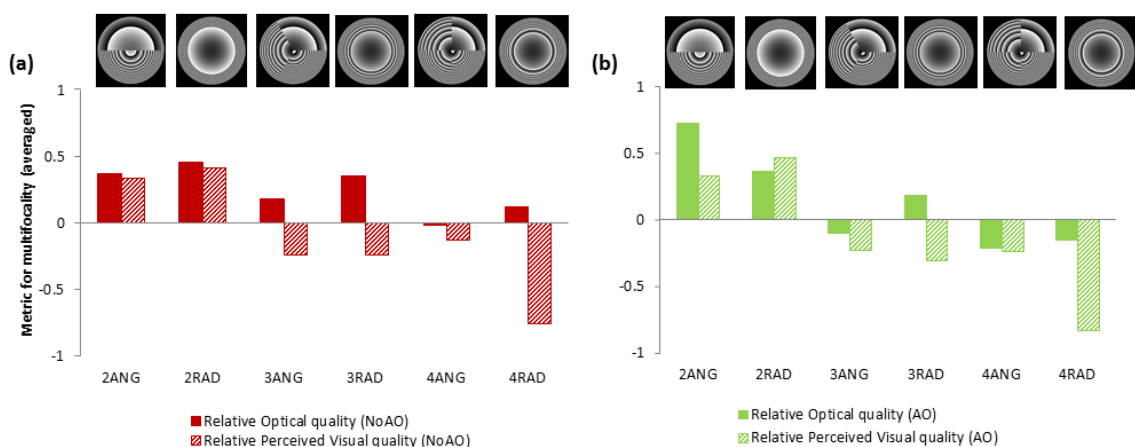 (a)
Metric for multifocality (averaged)
1
0.5
0
-0.5
-1
2ANG 2RAD 3ANG 3RAD 4ANG 4RAD
Relative Optical quality (NoAO)
Relative Perceived Visual quality (NoAO)
(b)
1
0.5
0
-0.5
-1
2ANG 2RAD 3ANG 3RAD 4ANG 4RAD
Relative Optical quality (AO)
Relative Perceived Visual quality (AO)